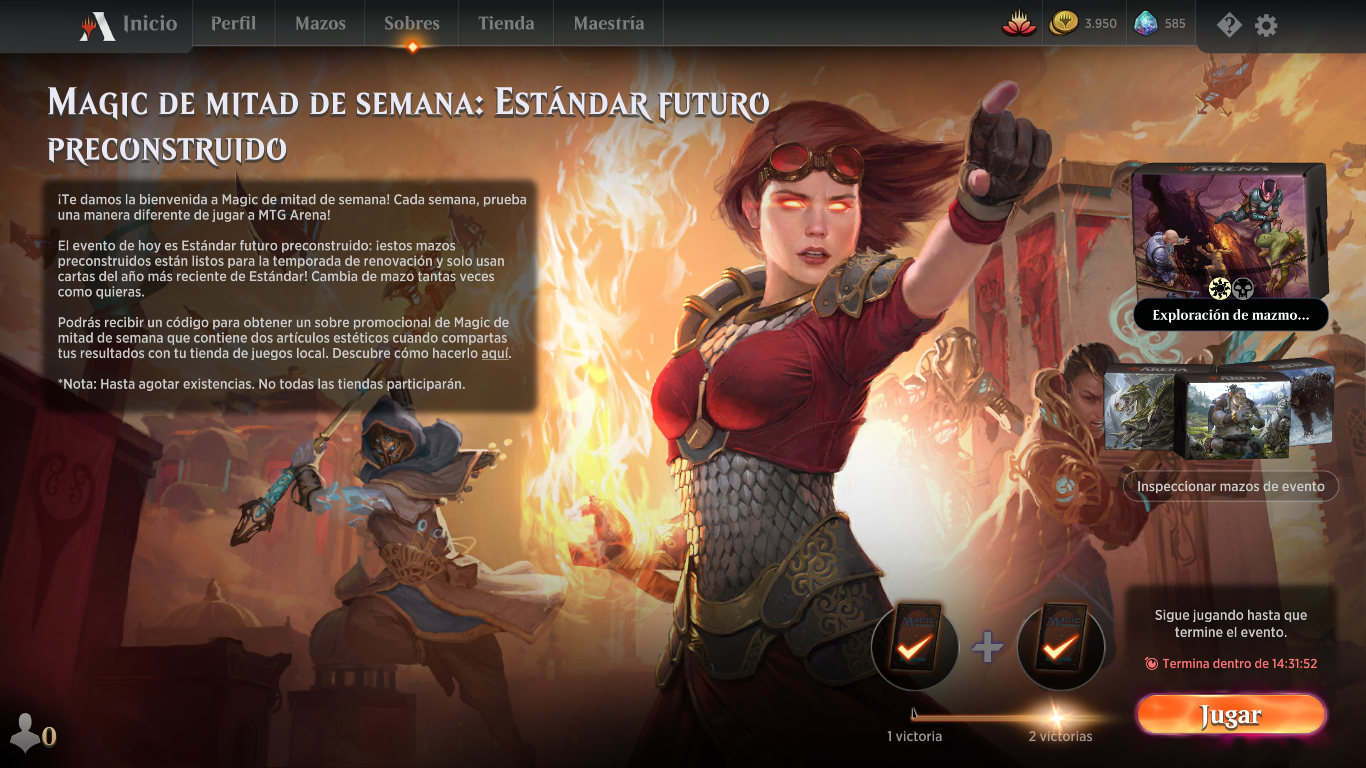 Inicio
Perfil
Mazos
Sobres
Tienda
Maestría
3.950
585
Magic de mitad de semana: Estándar futuro
preconstruido
¡Te damos la bienvenida a Magic de mitad de semana! Cada semana, prueba
una manera diferente de jugar a MTG Arena!
El evento de hoy es Estándar futuro preconstruido: ¡estos mazos
preconstruidos están listos para la temporada de renovación y solo usan
cartas del año más reciente de Estándar! Cambia de mazo tantas veces
como quieras.
Podrás recibir un código para obtener un sobre promocional de Magic de
mitad de semana que contiene dos artículos estéticos cuando compartas
tus resultados con tu tienda de juegos local. Descubre cómo hacerlo aquí.
*Nota: Hasta agotar existencias. No todas las tiendas participarán.
ARENA
Exploración de mazmo...
ARENA
Inspeccionar mazos de evento
Sigue jugando hasta que
termine el evento.
Termina dentro de 14:31:52
Magic
Magic
Jugar
1 victoria
2 victorias
0